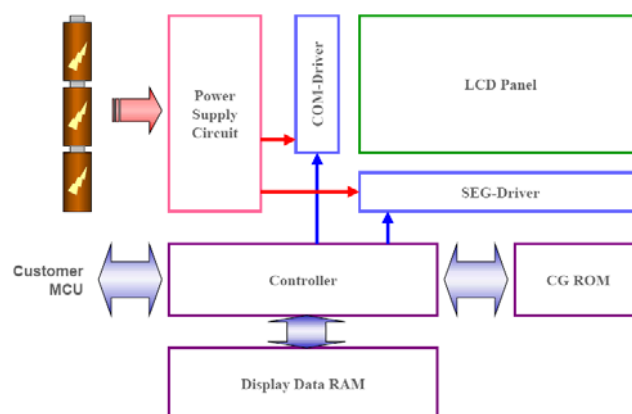 Power
Supply
Circuit
COM-Driver
LCD Panel
SEG-Driver
Customer
MCU
Controller
CG ROM
Display Data RAM